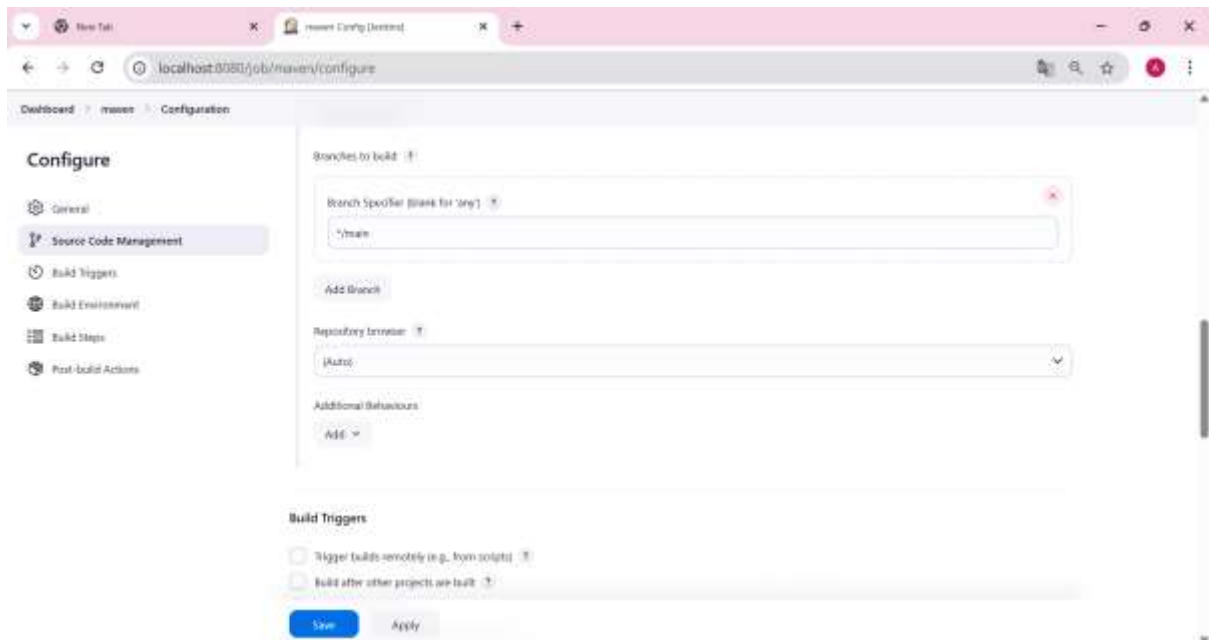 New Tab
maven Config [Jenkins]
localhost:8080/job/maven/configure
A
Dashboard > maven > Configuration
Configure
General
Source Code Management
Build Triggers
Build Environment
Build Steps
Post-build Actions
Branches to build ?
Branch Specifier (blank for 'any') ?
*/main
Add Branch
Repository browser ?
(Auto)
Additional Behaviours
Add
Build Triggers
Trigger builds remotely (e.g., from scripts) ?
Build after other projects are built ?
Save
Apply